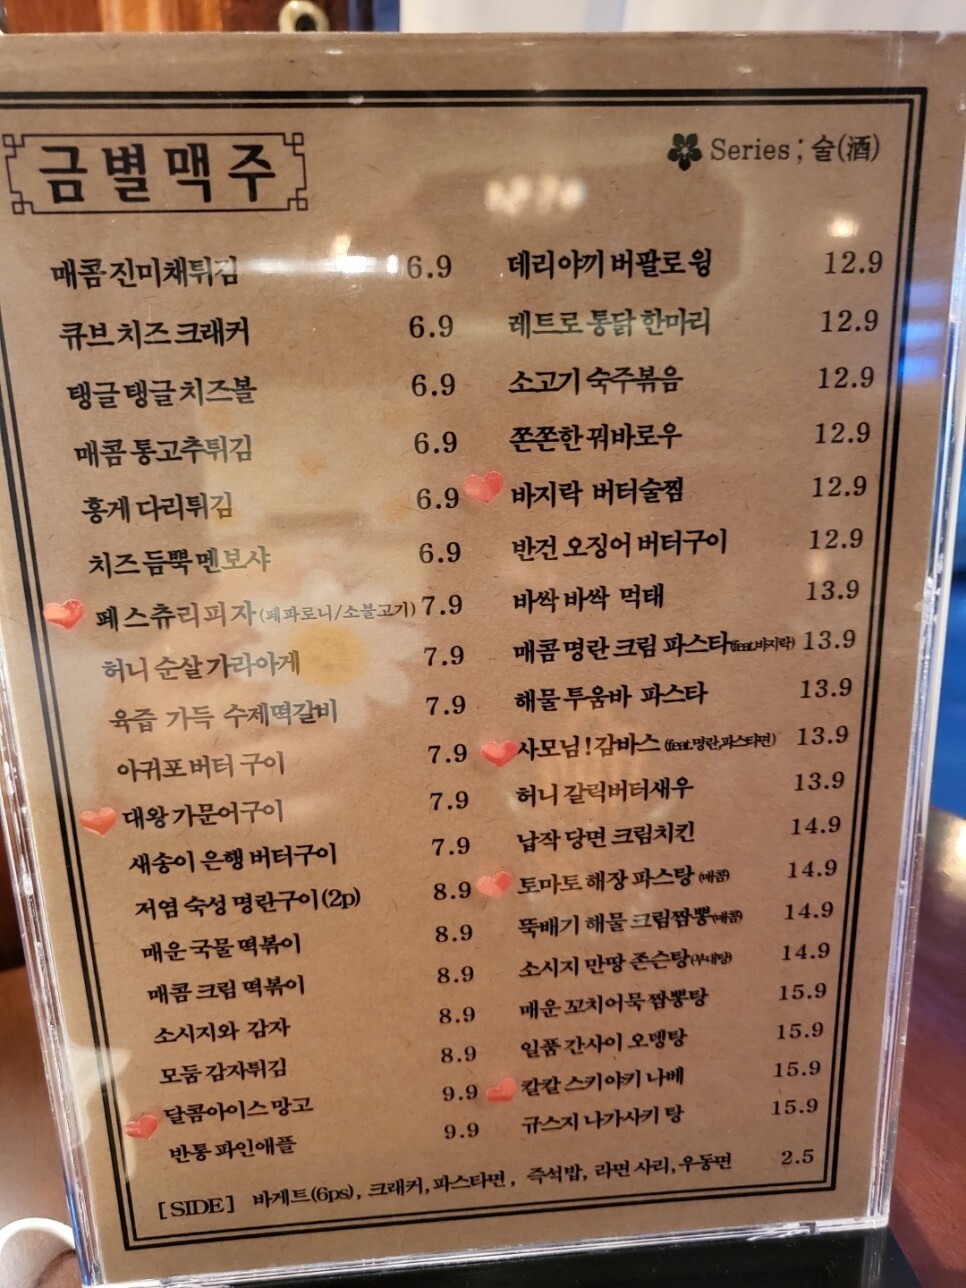 금별맥주
Series ; 술(酒)
매콤 진미채튀김 6.9
큐브 치즈 크래커 6.9
탱글 탱글 치즈볼 6.9
매콤 통고추튀김 6.9
홍게 다리튀김 6.9
치즈 듬뿍 멘보샤 6.9
페스츄리피자 (페파로니/소불고기) 7.9
허니 순살 가라아게 7.9
육즙 가득 수제떡갈비 7.9
아귀포 버터 구이 7.9
대왕 가문어구이 7.9
새송이 은행 버터구이 7.9
저염 숙성 명란구이 (2p) 8.9
매운 국물 떡볶이 8.9
매콤 크림 떡볶이 8.9
소시지와 감자 8.9
모둠 감자튀김 8.9
달콤아이스 망고 9.9
반통 파인애플 9.9
데리야끼 버팔로 윙 12.9
레트로 통닭 한마리 12.9
소고기 숙주볶음 12.9
쫀쫀한 꿔바로우 12.9
바지락 버터술찜 12.9
반건 오징어 버터구이 12.9
바싹 바싹 먹태 13.9
매콤 명란 크림 파스타 (feat.바지락) 13.9
해물 투움바 파스타 13.9
사모님!감바스 (feat.명란,파스타면) 13.9
허니 갈릭버터새우 13.9
납작 당면 크림치킨 14.9
토마토 해장 파스탕 (매콤) 14.9
뚝배기 해물 크림짬뽕 (매콤) 14.9
소시지 만땅 존슨탕 (부대탕) 14.9
매운 꼬치어묵 짬뽕탕 15.9
일품 간사이 오뎅탕 15.9
칼칼 스키야키 나베 15.9
규스지 나가사키 탕 15.9
[SIDE] 바게트(6ps), 크래커, 파스타면, 즉석밥, 라면 사리, 우동면 2.5